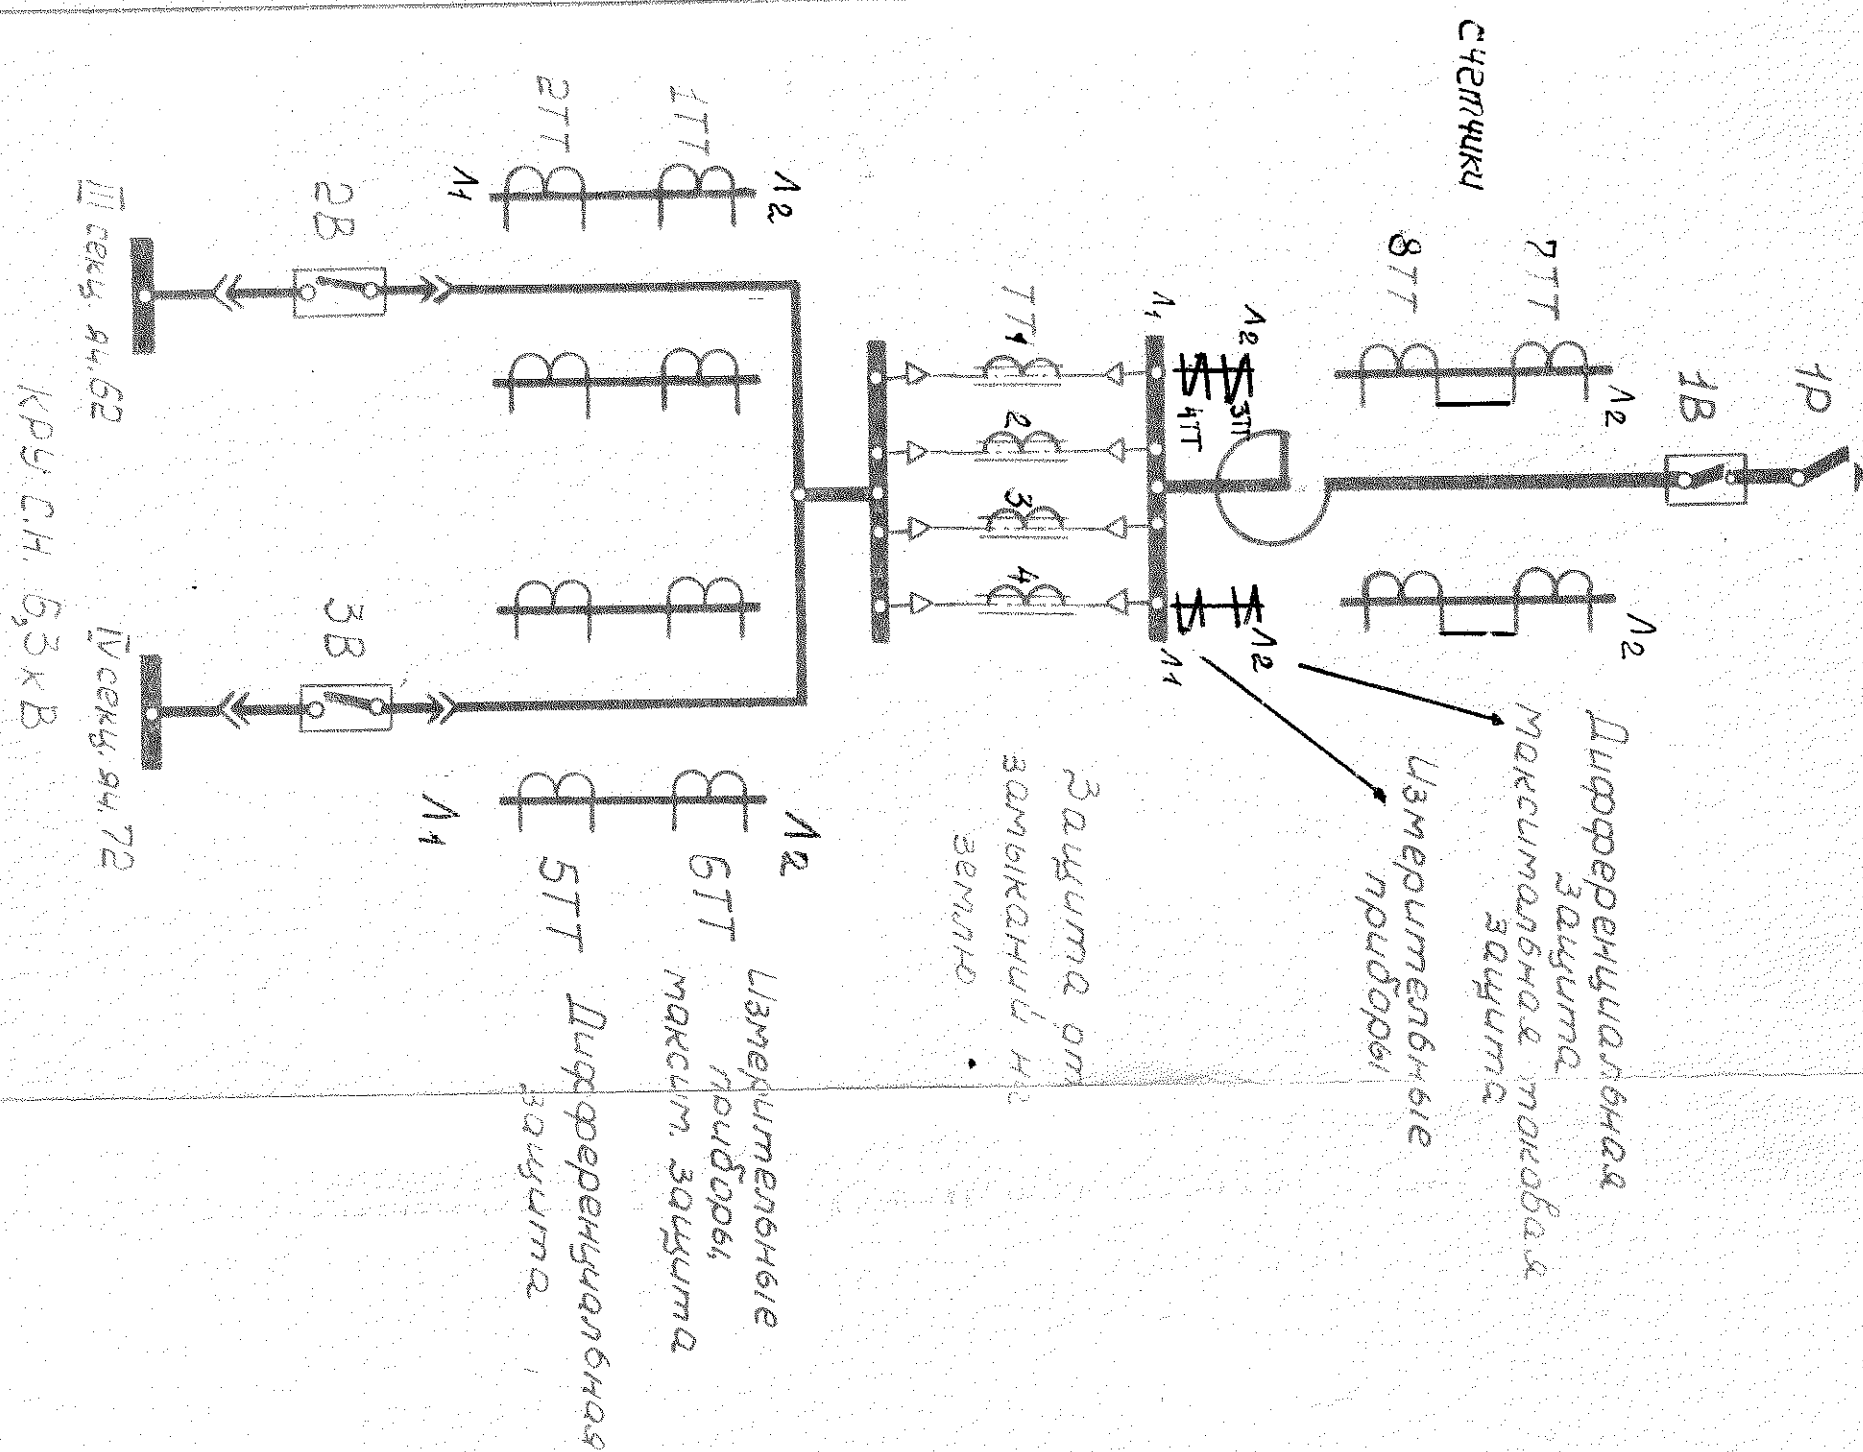 1Р
1В
Л2
Л2
7ТТ
8ТТ
счетчики
Дифференциальная
защита
максимальная токовая
защита
Измерительные
приборы
Л2
3ТТ
4ТТ
Л1
Л2
Л1
ТТ1
2
3
4
Защита от
замыканий на
землю
Л2
1ТТ
2ТТ
Л1
Л2
6ТТ
Измерительные
приборы,
максим. защита
5ТТ
Дифференциальная
защита
Л1
2В
3В
III секц. яч. 62
IV секц. яч. 72
КРУ С.Н. 6,3 кВ